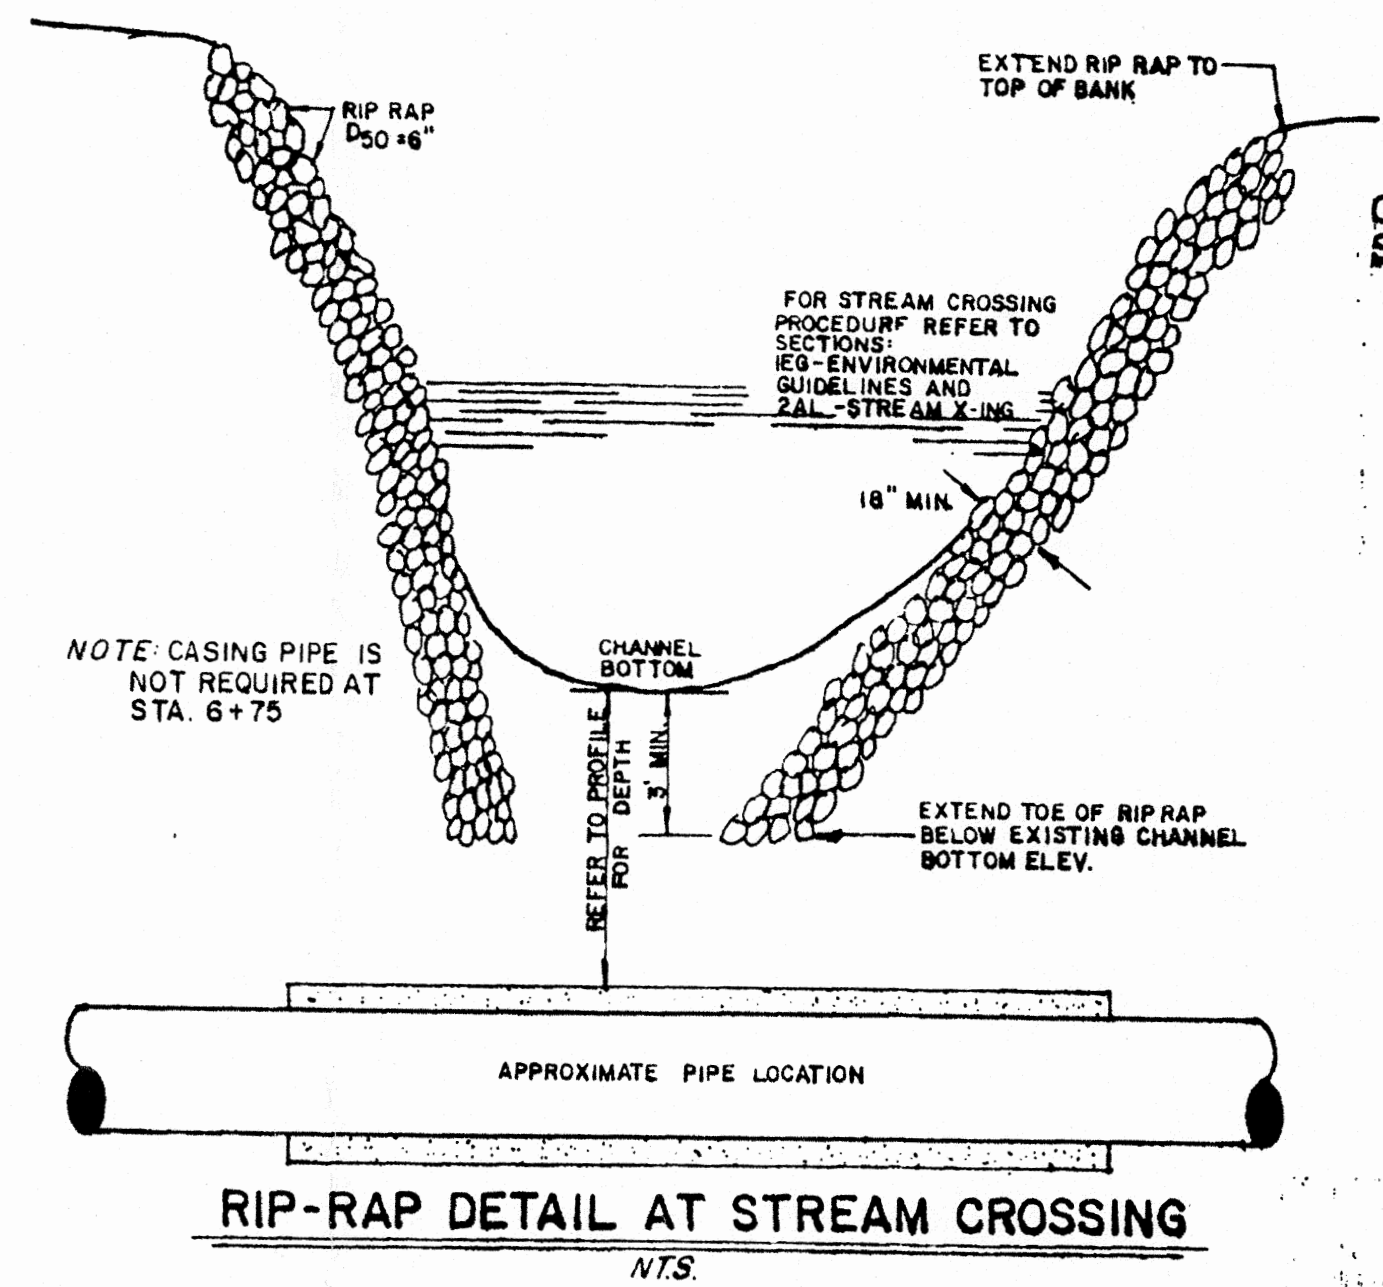 EXTEND RIP RAP TO
TOP OF BANK
RIP RAP
D50 = 6"
FOR STREAM CROSSING
PROCEDURE REFER TO
SECTIONS:
IEG-ENVIRONMENTAL
GUIDELINES AND
2AL-STREAM X-ING
18" MIN.
NOTE: CASING PIPE IS
NOT REQUIRED AT
STA. 6+75
CHANNEL
BOTTOM
REFER TO PROFILE
FOR DEPTH
3' MIN.
EXTEND TOE OF RIP RAP
BELOW EXISTING CHANNEL
BOTTOM ELEV.
APPROXIMATE PIPE LOCATION
RIP-RAP DETAIL AT STREAM CROSSING
N.T.S.